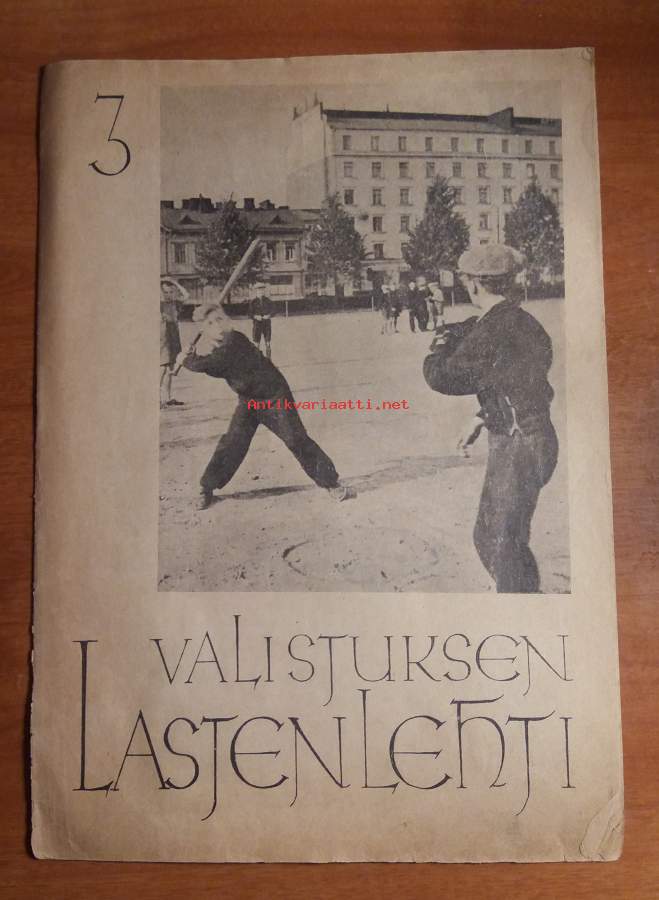 3
Antikvariaatti.net
VALISTUKSEN
LASTENLEHTI